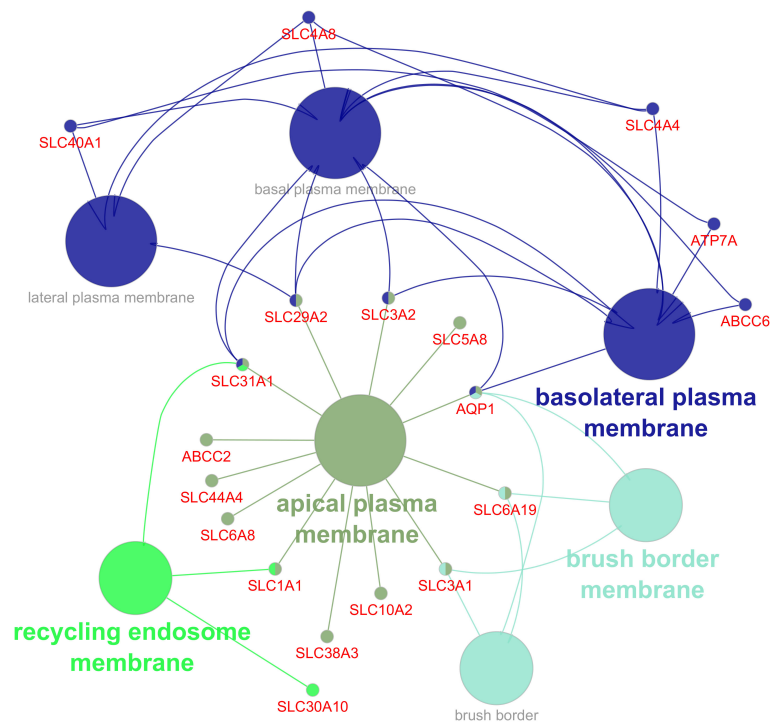 SLC4A8
SLC4A4
SLC40A1
basal plasma membrane
ATP7A
lateral plasma membrane
SLC29A2
SLC3A2
ABCC6
SLC5A8
SLC31A1
basolateral plasma
membrane
AQP1
ABCC2
SLC44A4
apical plasma
membrane
SLC6A19
SLC6A8
brush border
membrane
SLC1A1
SLC3A1
SLC10A2
recycling endosome
membrane
SLC38A3
SLC30A10
brush border